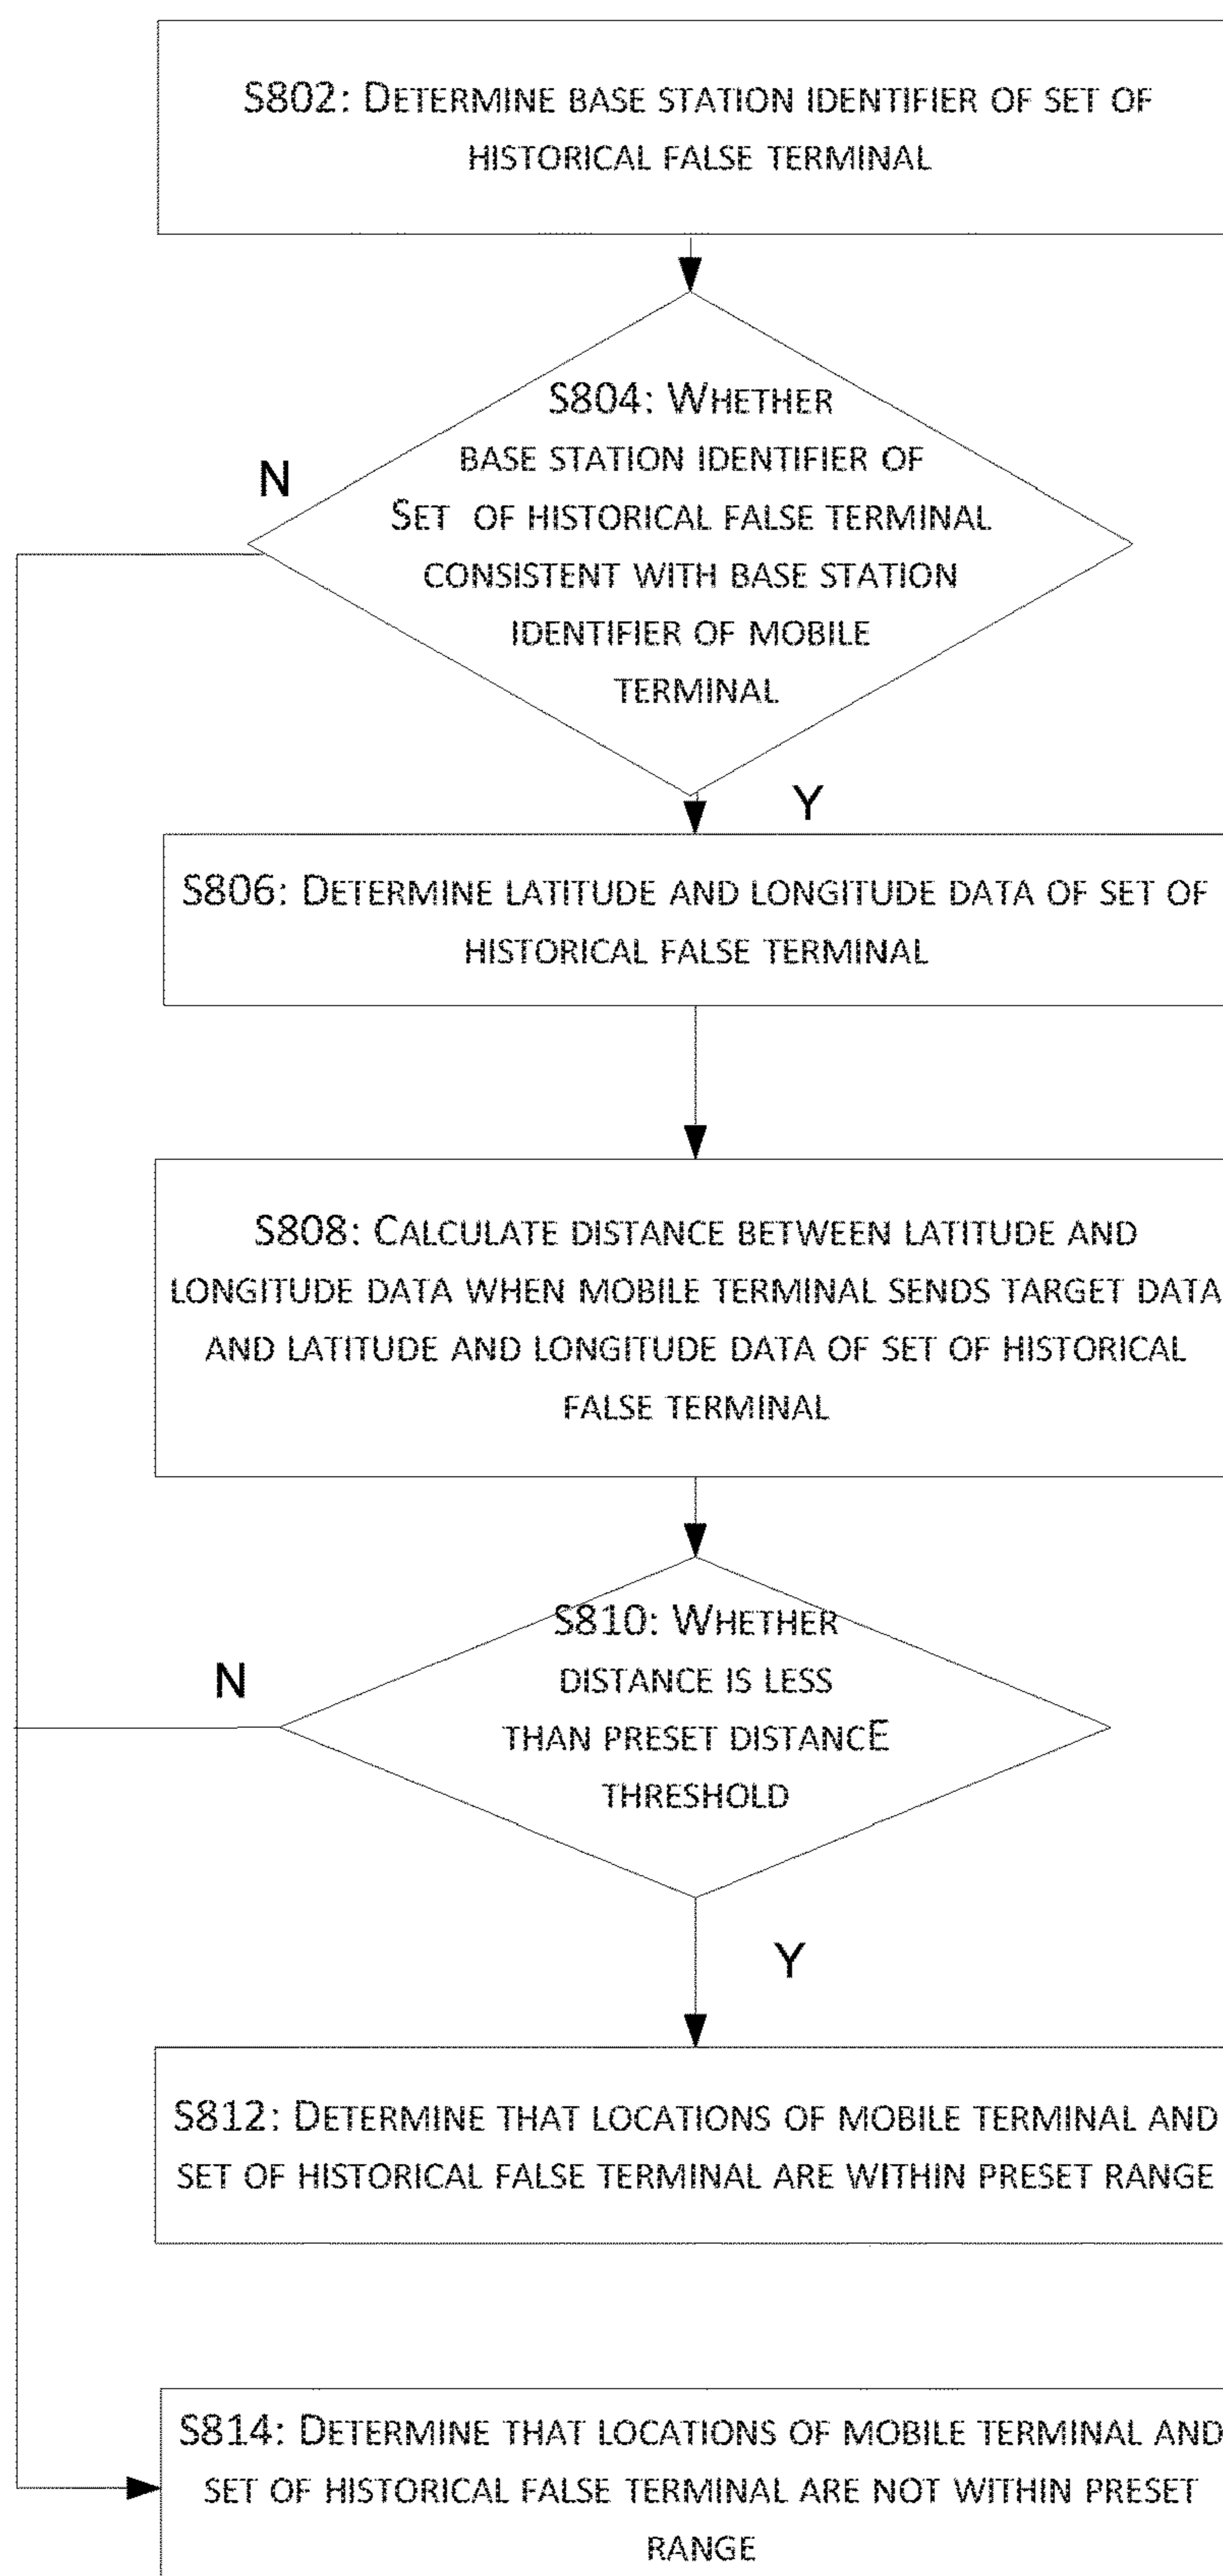 S802: DETERMINE BASE STATION IDENTIFIER OF SET OF
HISTORICAL FALSE TERMINAL
S804: WHETHER
BASE STATION IDENTIFIER OF
SET OF HISTORICAL FALSE TERMINAL
CONSISTENT WITH BASE STATION
IDENTIFIER OF MOBILE
TERMINAL
N
Y
S806: DETERMINE LATITUDE AND LONGITUDE DATA OF SET OF
HISTORICAL FALSE TERMINAL
S808: CALCULATE DISTANCE BETWEEN LATITUDE AND
LONGITUDE DATA WHEN MOBILE TERMINAL SENDS TARGET DATA
AND LATITUDE AND LONGITUDE DATA OF SET OF HISTORICAL
FALSE TERMINAL
S810: WHETHER
DISTANCE IS LESS
THAN PRESET DISTANCE
THRESHOLD
N
Y
S812: DETERMINE THAT LOCATIONS OF MOBILE TERMINAL AND
SET OF HISTORICAL FALSE TERMINAL ARE WITHIN PRESET RANGE
S814: DETERMINE THAT LOCATIONS OF MOBILE TERMINAL AND
SET OF HISTORICAL FALSE TERMINAL ARE NOT WITHIN PRESET
RANGE